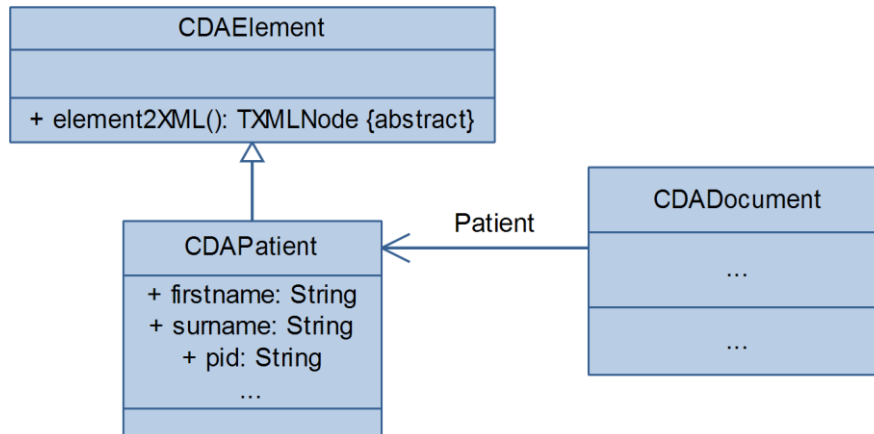 CDAElement
+ element2XML(): TXMLNode {abstract}
CDAPatient
+ firstname: String
+ surname: String
+ pid: String
...
Patient
CDADocument
...
...